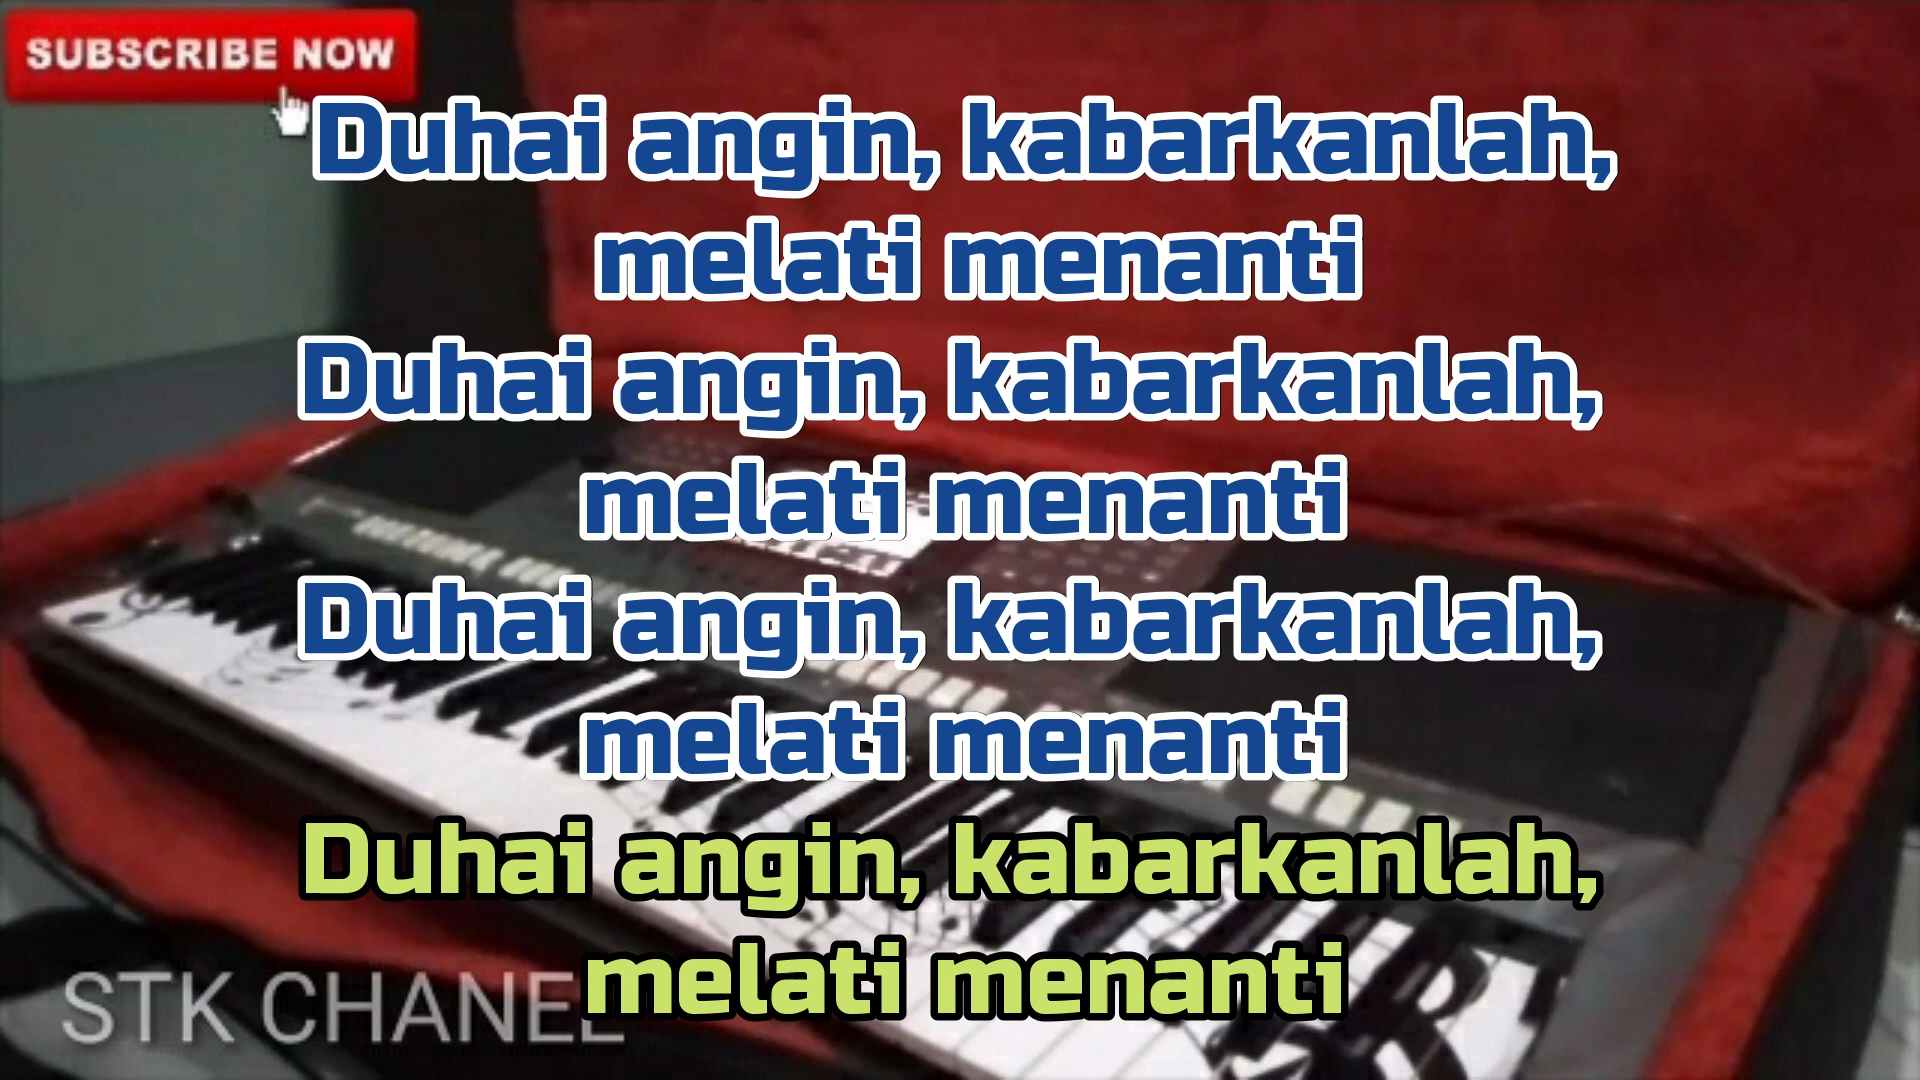 SUBSCRIBE NOW
Duhai angin, kabarkanlah,
melati menanti
Duhai angin, kabarkanlah,
melati menanti
Duhai angin, kabarkanlah,
melati menanti
Duhai angin, kabarkanlah,
melati menanti
STK CHANEL